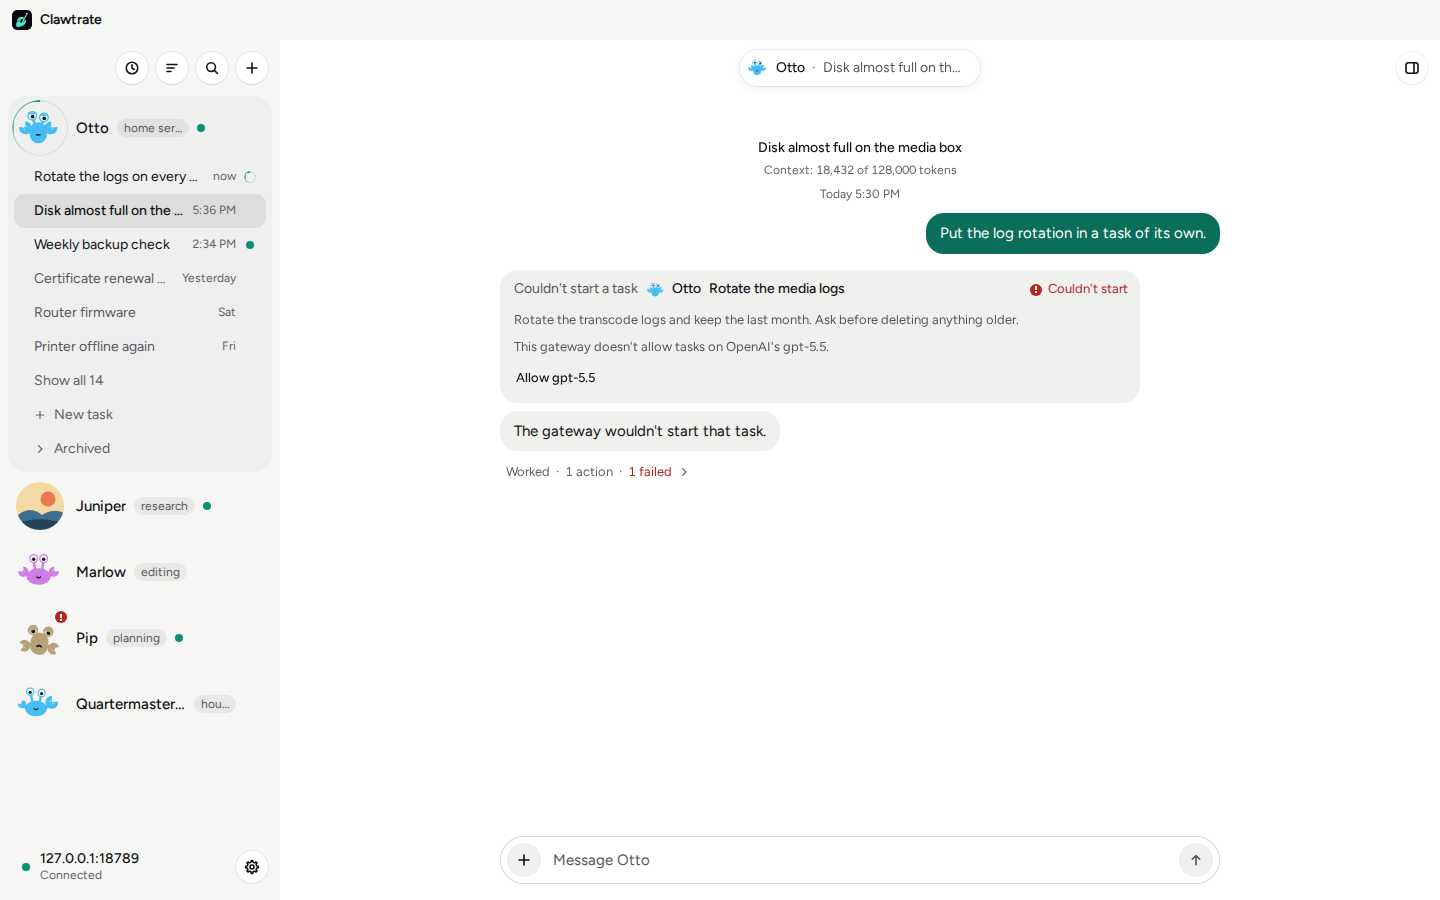 Clawtrate
Otto
home ser...
Rotate the logs on every ...
now
Disk almost full on the ...
5:36 PM
Weekly backup check
2:34 PM
Certificate renewal ...
Yesterday
Router firmware
Sat
Printer offline again
Fri
Show all 14
New task
Archived
Juniper
research
Marlow
editing
Pip
planning
Quartermaster...
hou...
127.0.0.1:18789
Connected
Otto · Disk almost full on th...
Disk almost full on the media box
Context: 18,432 of 128,000 tokens
Today 5:30 PM
Put the log rotation in a task of its own.
Couldn't start a task Otto Rotate the media logs
Couldn't start
Rotate the transcode logs and keep the last month. Ask before deleting anything older.
This gateway doesn't allow tasks on OpenAI's gpt-5.5.
Allow gpt-5.5
The gateway wouldn't start that task.
Worked · 1 action · 1 failed
Message Otto